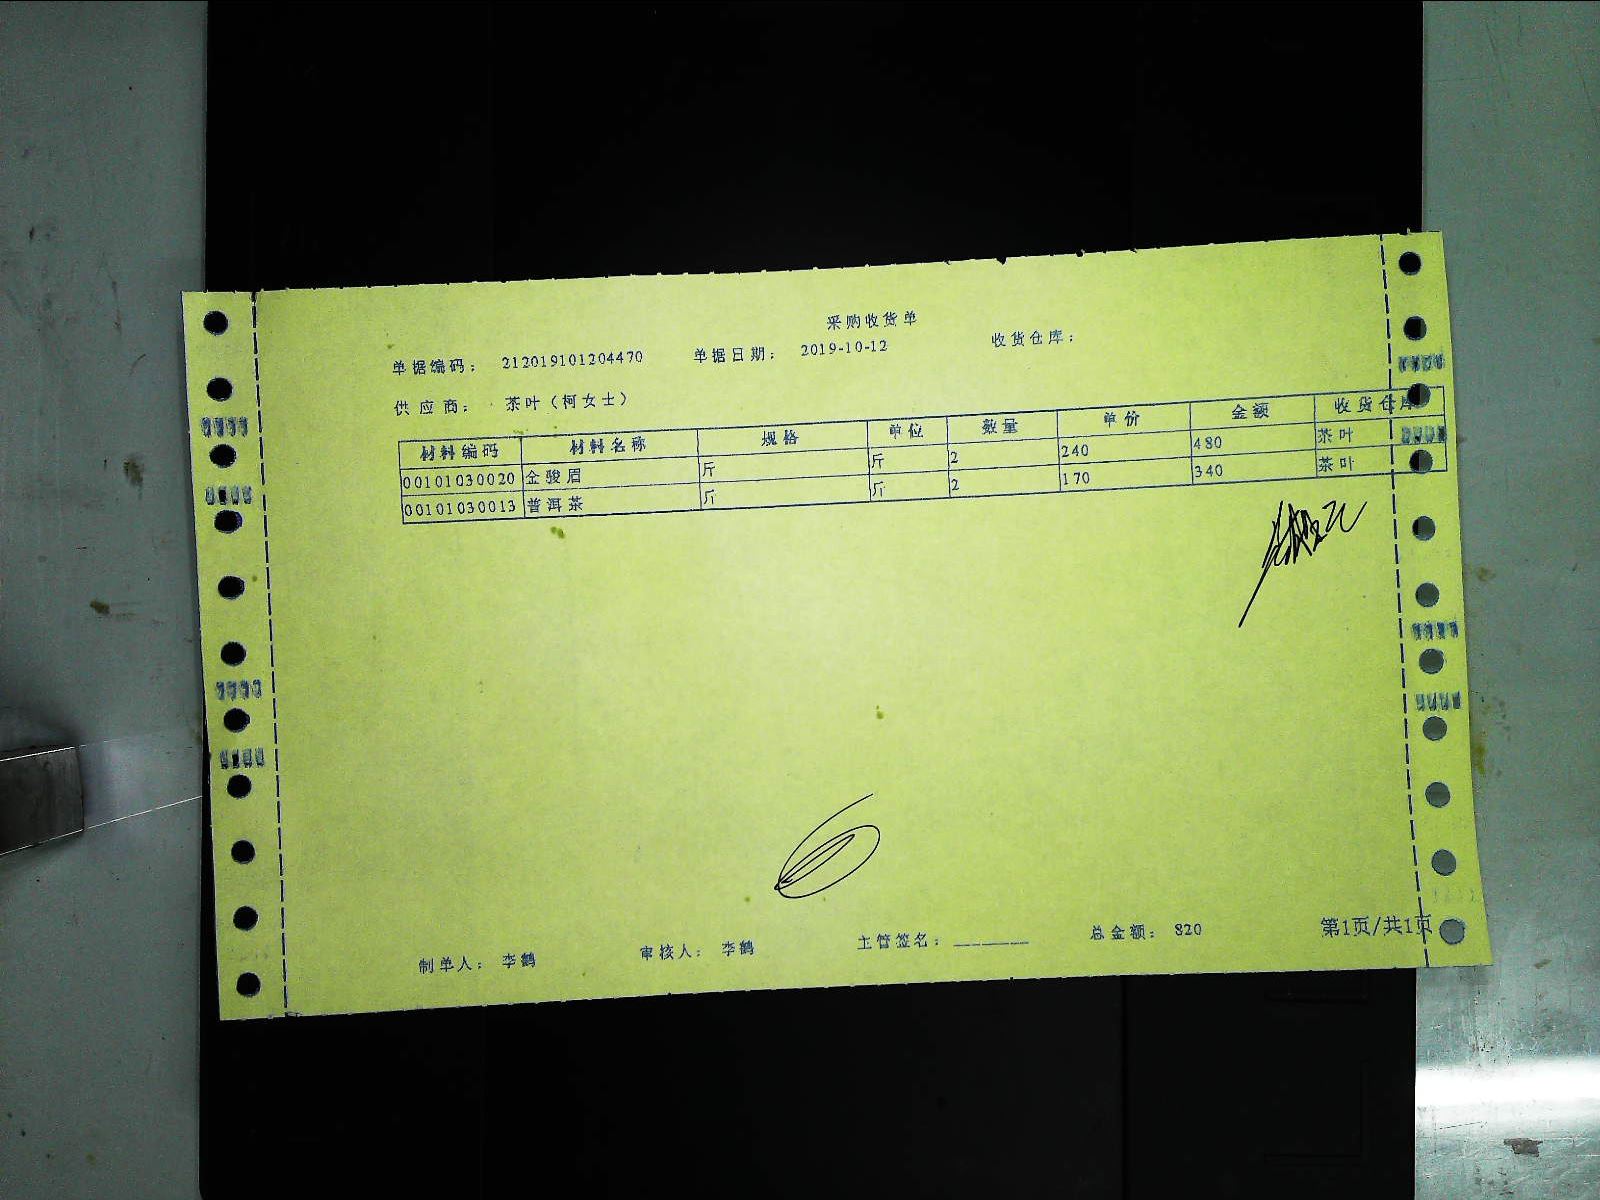 采购收货单
单据编码： 212019101204470 单据日期： 2019-10-12 收货仓库：
供应商： 茶叶（柯女士）
材料编码 材料名称 规格 单位 数量 单价 金额 收货仓库
00101030020 金骏眉 斤 斤 2 240 480 茶叶
00101030013 普洱茶 斤 斤 2 170 340 茶叶
制单人： 李鹤 审核人： 李鹤 主管签名： 总金额： 820 第1页/共1页